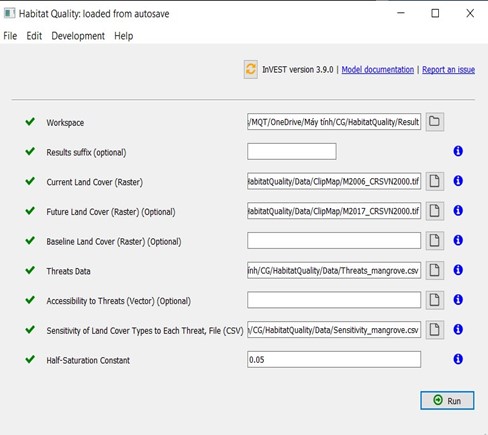 Habitat Quality: loaded from autosave
File Edit Development Help
InVEST version 3.9.0 | Model documentation | Report an issue
Workspace /MQT/OneDrive/Máy tính/CG/HabitatQuality/Result
Results suffix (optional)
Current Land Cover (Raster) HabitatQuality/Data/ClipMap/M2006_CRSVN2000.tif
Future Land Cover (Raster) (Optional) HabitatQuality/Data/ClipMap/M2017_CRSVN2000.tif
Baseline Land Cover (Raster) (Optional)
Threats Data ính/CG/HabitatQuality/Data/Threats_mangrove.csv
Accessibility to Threats (Vector) (Optional)
Sensitivity of Land Cover Types to Each Threat, File (CSV) h/CG/HabitatQuality/Data/Sensitivity_mangrove.csv
Half-Saturation Constant 0.05
Run